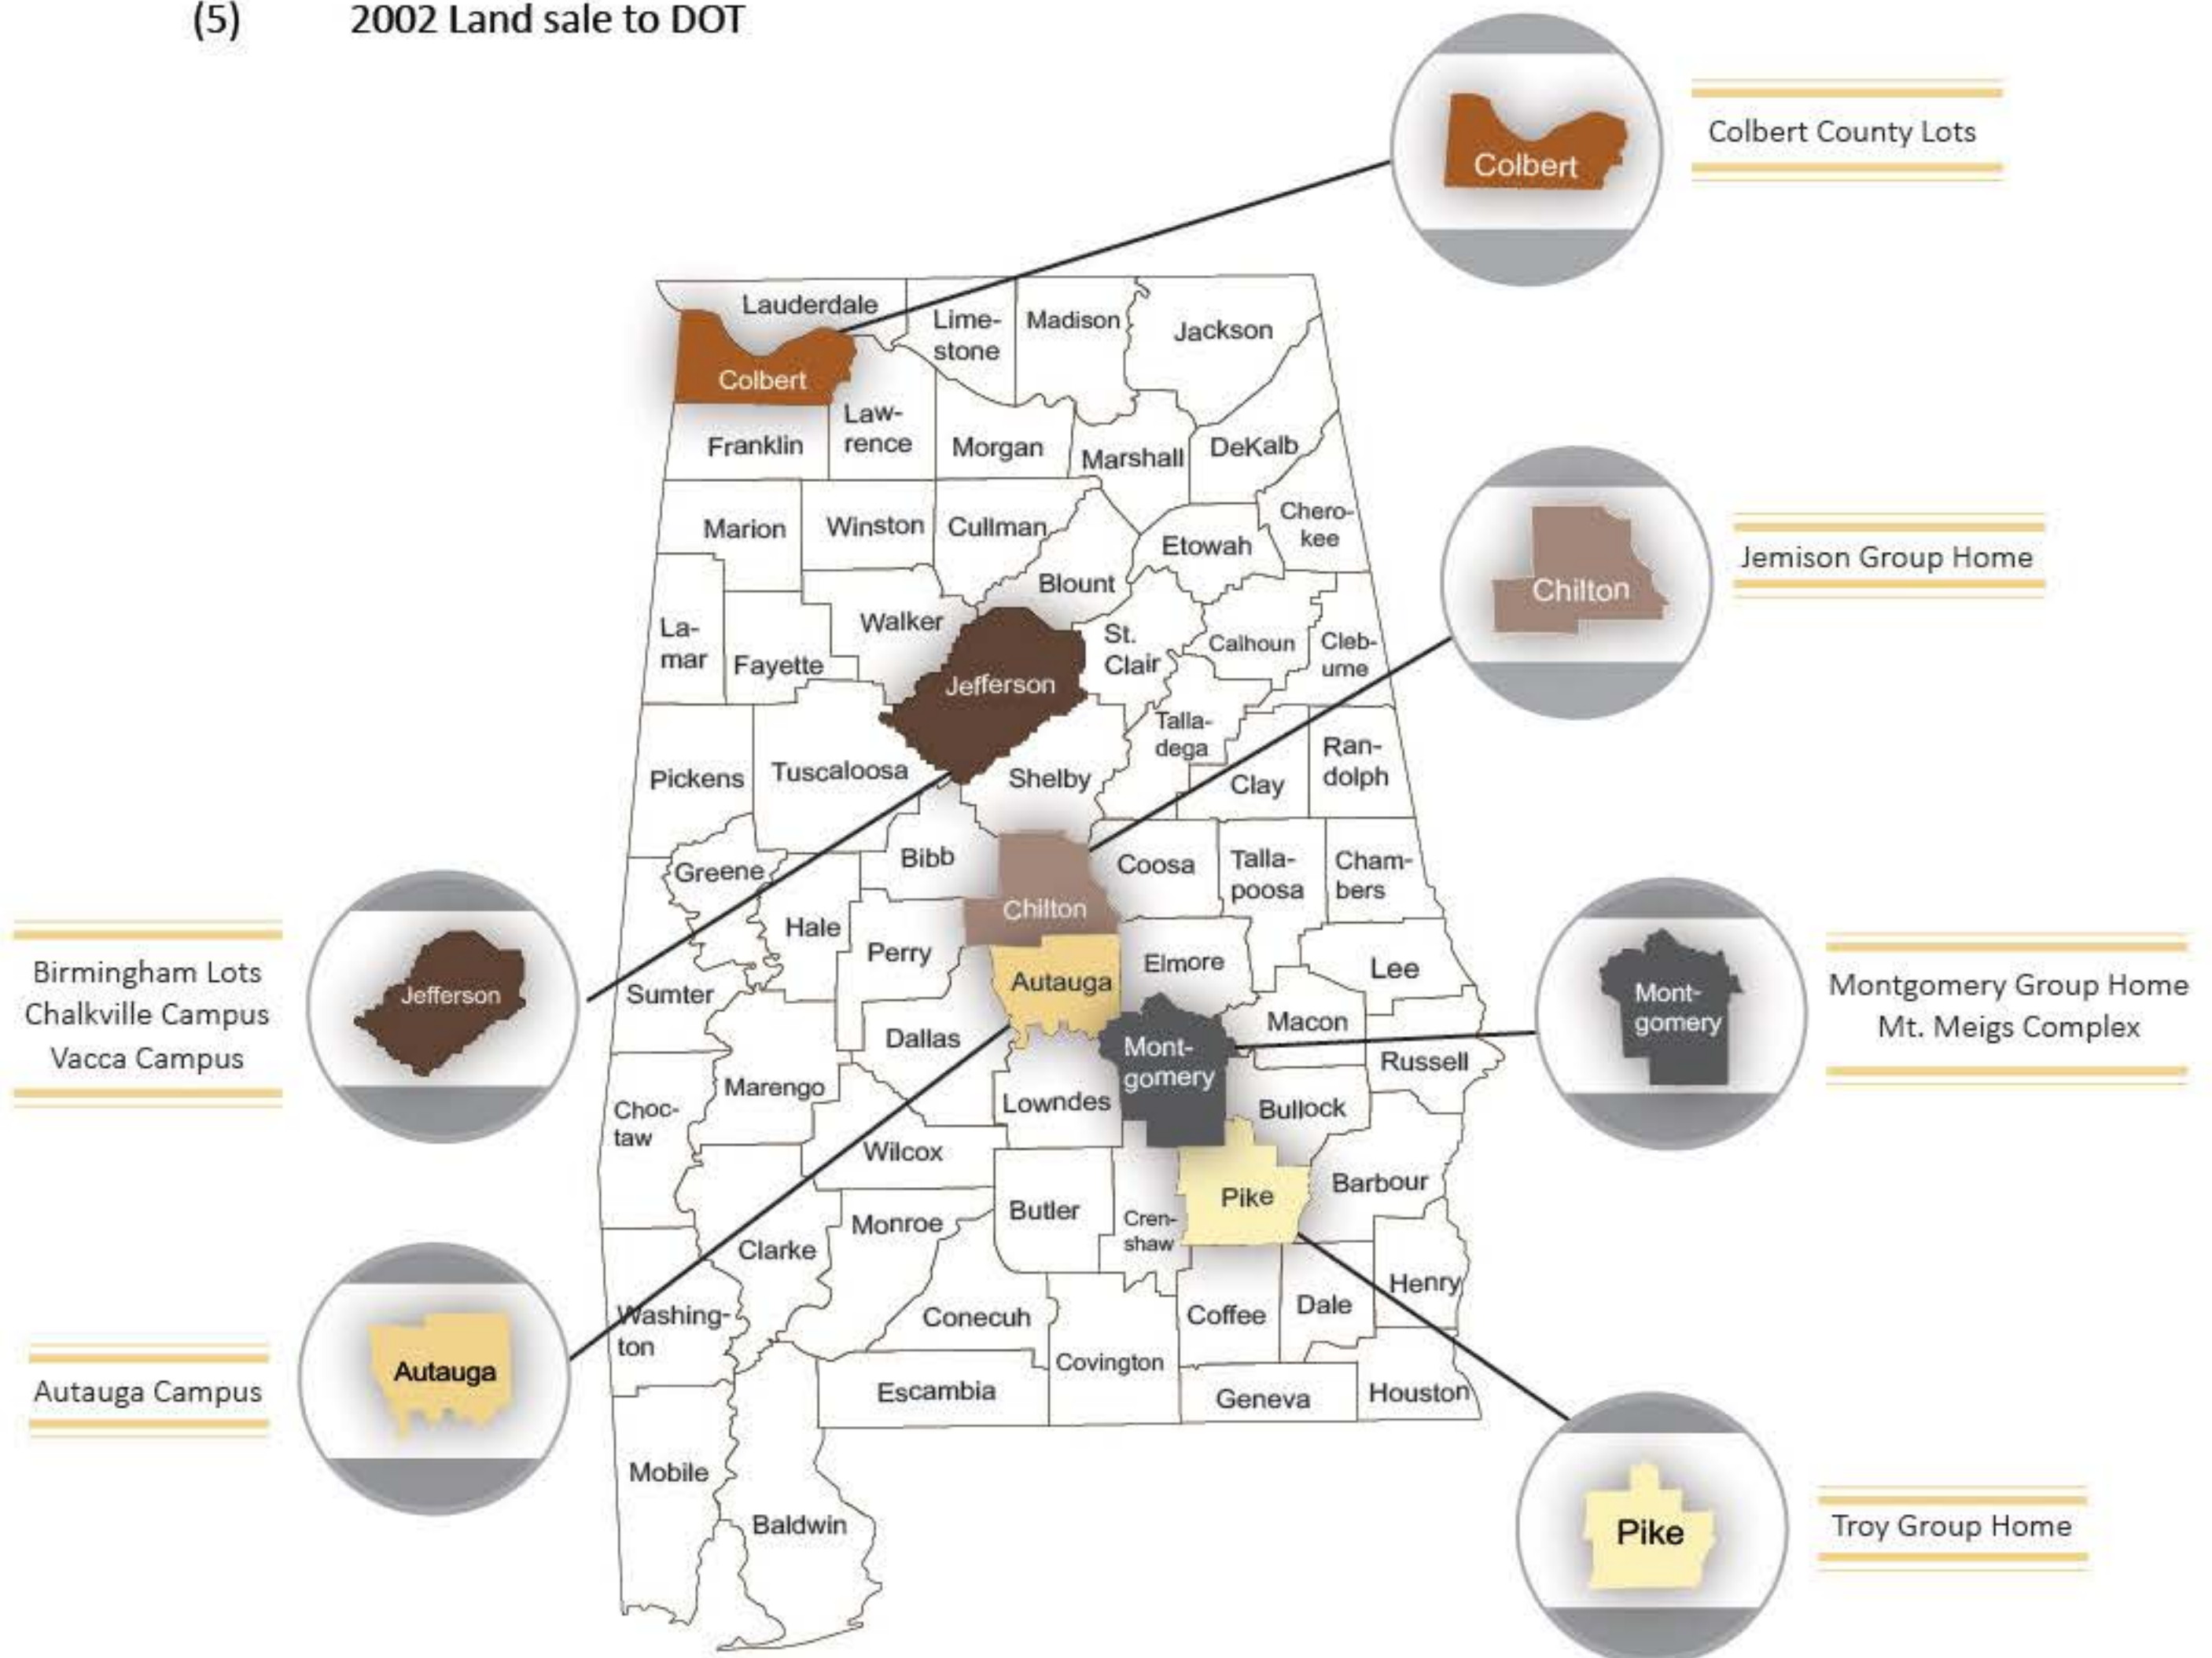 (5) 2002 Land sale to DOT
Colbert
Colbert County Lots
Lauderdale
Lime-
stone
Madison
Jackson
Colbert
Law-
rence
Franklin
Morgan
Marshall
DeKalb
Chilton
Jemison Group Home
Marion
Winston
Cullman
Chero-
kee
Etowah
Blount
La-
mar
Fayette
Walker
Jefferson
St.
Clair
Calhoun
Cleb-
urne
Talla-
dega
Pickens
Tuscaloosa
Shelby
Clay
Ran-
dolph
Greene
Bibb
Coosa
Talla-
poosa
Cham-
bers
Hale
Chilton
Perry
Autauga
Elmore
Lee
Jefferson
Birmingham Lots
Chalkville Campus
Vacca Campus
Mont-
gomery
Montgomery Group Home
Mt. Meigs Complex
Sumter
Dallas
Mont-
gomery
Macon
Russell
Marengo
Lowndes
Bullock
Choc-
taw
Wilcox
Pike
Barbour
Monroe
Butler
Cren-
shaw
Clarke
Henry
Washing-
ton
Conecuh
Coffee
Dale
Covington
Autauga
Autauga Campus
Escambia
Geneva
Houston
Mobile
Baldwin
Pike
Troy Group Home